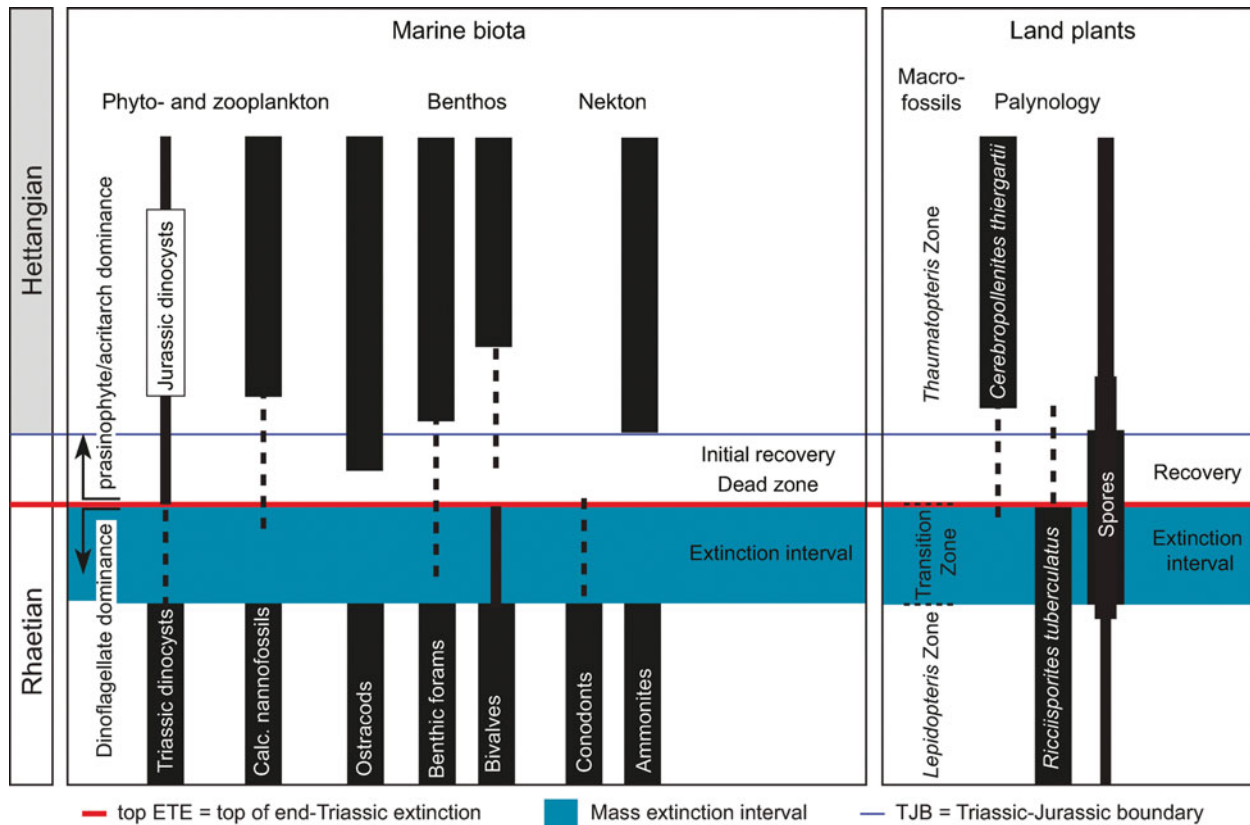 Marine biota
Land plants
Phyto- and zooplankton
Benthos
Nekton
Macro-
fossils
Palynology
Hettangian
Rhaetian
prasinophyte/acritarch dominance
Dinoflagellate dominance
Jurassic dinocysts
Triassic dinocysts
Calc. nannofossils
Ostracods
Benthic forams
Bivalves
Conodonts
Ammonites
Initial recovery
Dead zone
Extinction interval
Thaumatopteris Zone
Transition
Zone
Lepidopteris Zone
Cerebropollenites thiergartii
Ricciisporites tuberculatus
Spores
Recovery
Extinction
interval
top ETE = top of end-Triassic extinction
Mass extinction interval
TJB = Triassic-Jurassic boundary